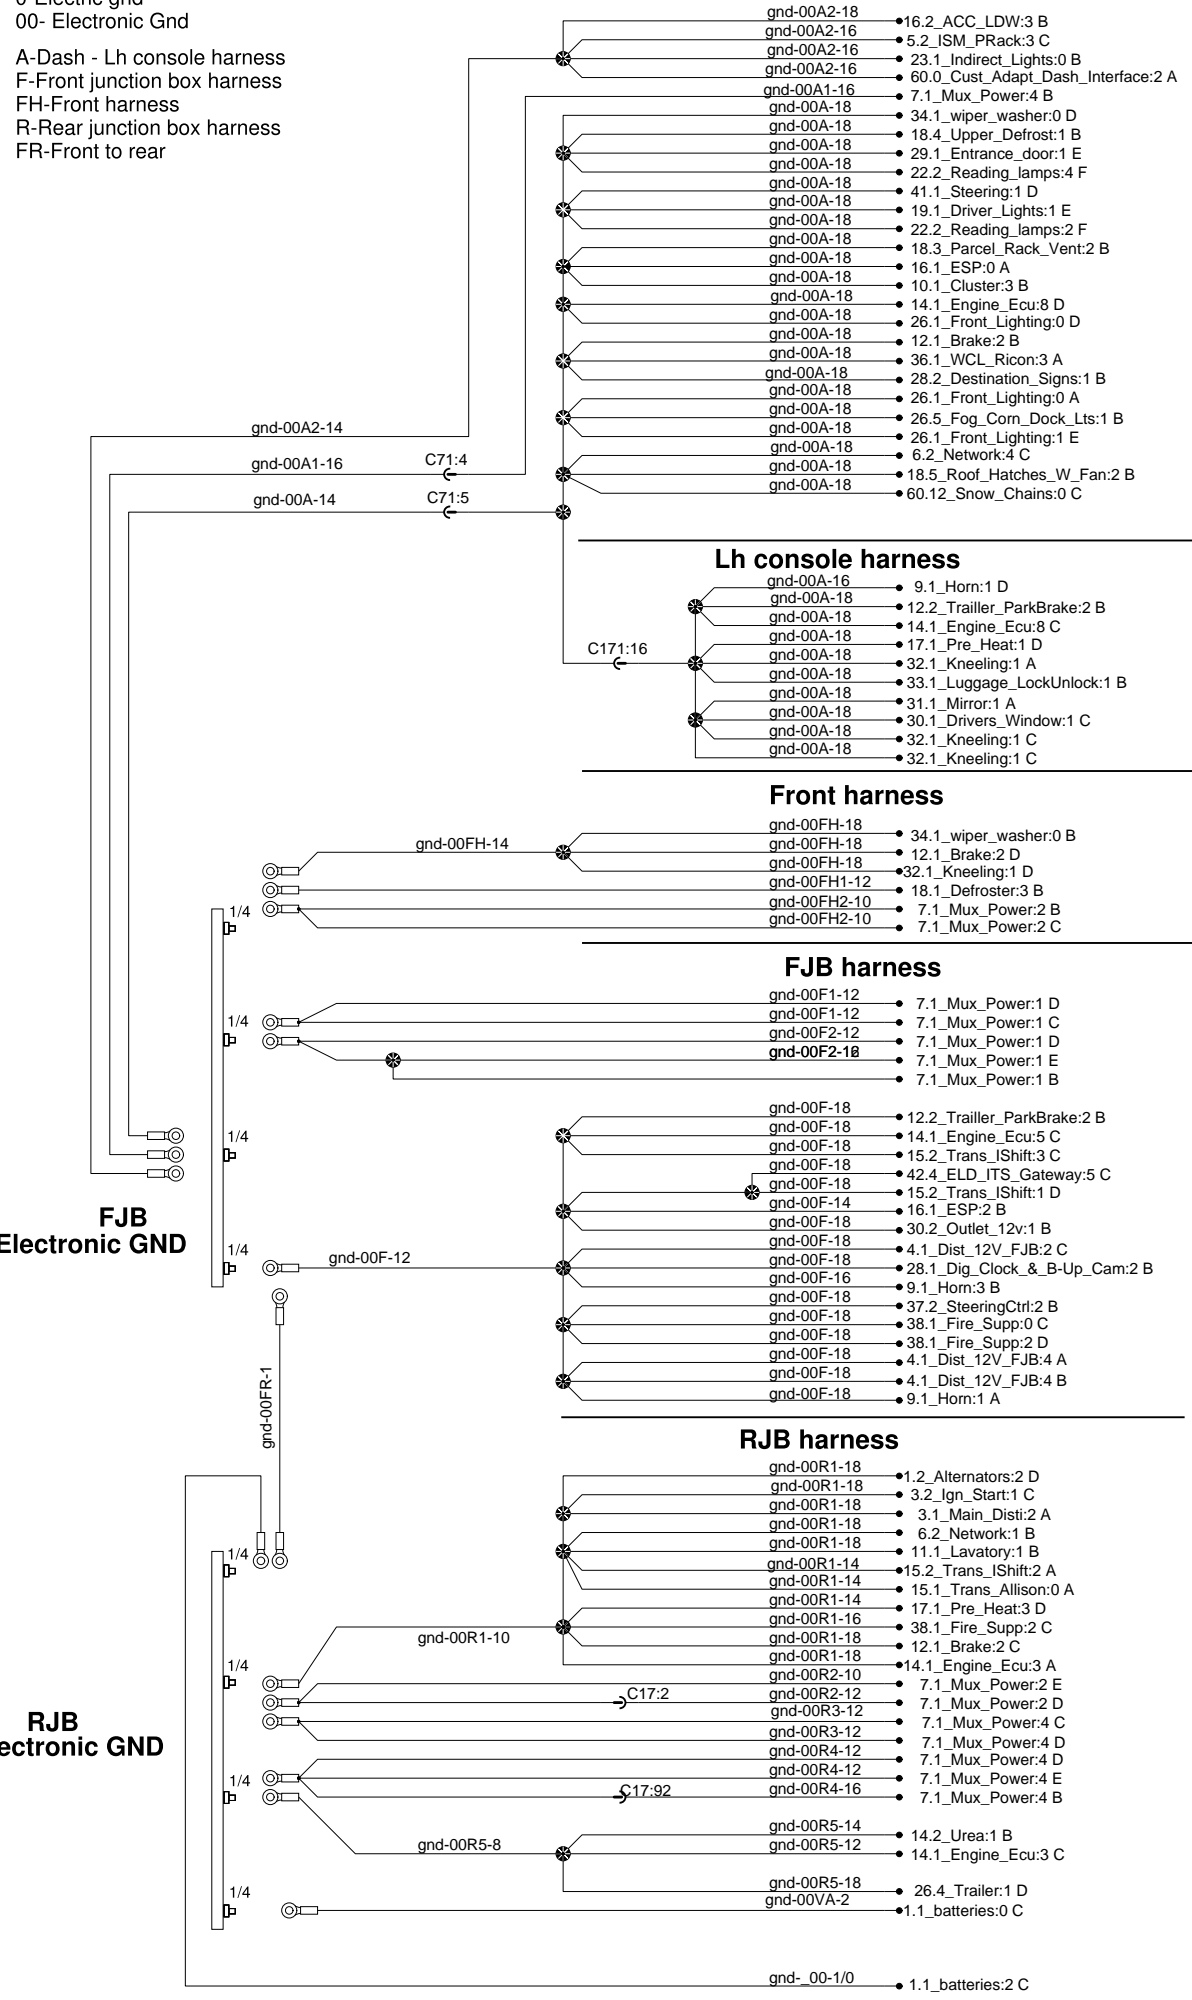 0-Electric gnd
00- Electronic Gnd
A-Dash - Lh console harness
F-Front junction box harness
FH-Front harness
R-Rear junction box harness
FR-Front to rear
gnd-00A2-18 16.2_ACC_LDW:3 B
gnd-00A2-16 5.2_ISM_PRack:3 C
gnd-00A2-16 23.1_Indirect_Lights:0 B
gnd-00A2-16 60.0_Cust_Adapt_Dash_Interface:2 A
gnd-00A1-16 7.1_Mux_Power:4 B
gnd-00A-18 34.1_wiper_washer:0 D
gnd-00A-18 18.4_Upper_Defrost:1 B
gnd-00A-18 29.1_Entrance_door:1 E
gnd-00A-18 22.2_Reading_lamps:4 F
gnd-00A-18 41.1_Steering:1 D
gnd-00A-18 19.1_Driver_Lights:1 E
gnd-00A-18 22.2_Reading_lamps:2 F
gnd-00A-18 18.3_Parcel_Rack_Vent:2 B
gnd-00A-18 16.1_ESP:0 A
gnd-00A-18 10.1_Cluster:3 B
gnd-00A-18 14.1_Engine_Ecu:8 D
gnd-00A-18 26.1_Front_Lighting:0 D
gnd-00A-18 12.1_Brake:2 B
gnd-00A-18 36.1_WCL_Ricon:3 A
gnd-00A-18 28.2_Destination_Signs:1 B
gnd-00A-18 26.1_Front_Lighting:0 A
gnd-00A-18 26.5_Fog_Corn_Dock_Lts:1 B
gnd-00A2-14
gnd-00A-18 26.1_Front_Lighting:1 E
gnd-00A-18 6.2_Network:4 C
gnd-00A1-16 C71:4
gnd-00A-18 18.5_Roof_Hatches_W_Fan:2 B
gnd-00A-18 60.12_Snow_Chains:0 C
gnd-00A-14 C71:5
Lh console harness
gnd-00A-16 9.1_Horn:1 D
gnd-00A-18 12.2_Trailler_ParkBrake:2 B
gnd-00A-18 14.1_Engine_Ecu:8 C
gnd-00A-18 17.1_Pre_Heat:1 D
C171:16
gnd-00A-18 32.1_Kneeling:1 A
gnd-00A-18 33.1_Luggage_LockUnlock:1 B
gnd-00A-18 31.1_Mirror:1 A
gnd-00A-18 30.1_Drivers_Window:1 C
gnd-00A-18 32.1_Kneeling:1 C
gnd-00A-18 32.1_Kneeling:1 C
Front harness
gnd-00FH-18 34.1_wiper_washer:0 B
gnd-00FH-14 gnd-00FH-18 12.1_Brake:2 D
gnd-00FH-18 32.1_Kneeling:1 D
gnd-00FH1-12 18.1_Defroster:3 B
1/4 gnd-00FH2-10 7.1_Mux_Power:2 B
gnd-00FH2-10 7.1_Mux_Power:2 C
FJB harness
gnd-00F1-12 7.1_Mux_Power:1 D
1/4 gnd-00F1-12 7.1_Mux_Power:1 C
gnd-00F2-12 7.1_Mux_Power:1 D
7.1_Mux_Power:1 E
7.1_Mux_Power:1 B
gnd-00F-18 12.2_Trailler_ParkBrake:2 B
1/4 gnd-00F-18 14.1_Engine_Ecu:5 C
gnd-00F-18 15.2_Trans_IShift:3 C
gnd-00F-18 42.4_ELD_ITS_Gateway:5 C
gnd-00F-18 15.2_Trans_IShift:1 D
gnd-00F-14 16.1_ESP:2 B
FJB
Electronic GND
gnd-00F-18 30.2_Outlet_12v:1 B
1/4 gnd-00F-18 4.1_Dist_12V_FJB:2 C
gnd-00F-12 gnd-00F-18 28.1_Dig_Clock_&_B-Up_Cam:2 B
gnd-00F-16 9.1_Horn:3 B
gnd-00F-18 37.2_SteeringCtrl:2 B
gnd-00F-18 38.1_Fire_Supp:0 C
gnd-00F-18 38.1_Fire_Supp:2 D
gnd-00F-18 4.1_Dist_12V_FJB:4 A
gnd-00F-18 4.1_Dist_12V_FJB:4 B
gnd-00F-18 9.1_Horn:1 A
gnd-00FR-1
RJB harness
gnd-00R1-18 1.2_Alternators:2 D
gnd-00R1-18 3.2_Ign_Start:1 C
gnd-00R1-18 3.1_Main_Disti:2 A
gnd-00R1-18 6.2_Network:1 B
1/4 gnd-00R1-18 11.1_Lavatory:1 B
gnd-00R1-14 15.2_Trans_IShift:2 A
gnd-00R1-14 15.1_Trans_Allison:0 A
gnd-00R1-14 17.1_Pre_Heat:3 D
gnd-00R1-16 38.1_Fire_Supp:2 C
gnd-00R1-10 gnd-00R1-18 12.1_Brake:2 C
1/4 gnd-00R1-18 14.1_Engine_Ecu:3 A
gnd-00R2-10 7.1_Mux_Power:2 E
C17:2 gnd-00R2-12 7.1_Mux_Power:2 D
gnd-00R3-12 7.1_Mux_Power:4 C
RJB
ectronic GND
gnd-00R3-12 7.1_Mux_Power:4 D
gnd-00R4-12 7.1_Mux_Power:4 D
1/4 gnd-00R4-12 7.1_Mux_Power:4 E
C17:92 gnd-00R4-16 7.1_Mux_Power:4 B
gnd-00R5-14 14.2_Urea:1 B
gnd-00R5-8 gnd-00R5-12 14.1_Engine_Ecu:3 C
gnd-00R5-18 26.4_Trailer:1 D
1/4 gnd-00VA-2 1.1_batteries:0 C
gnd-_00-1/0 1.1_batteries:2 C